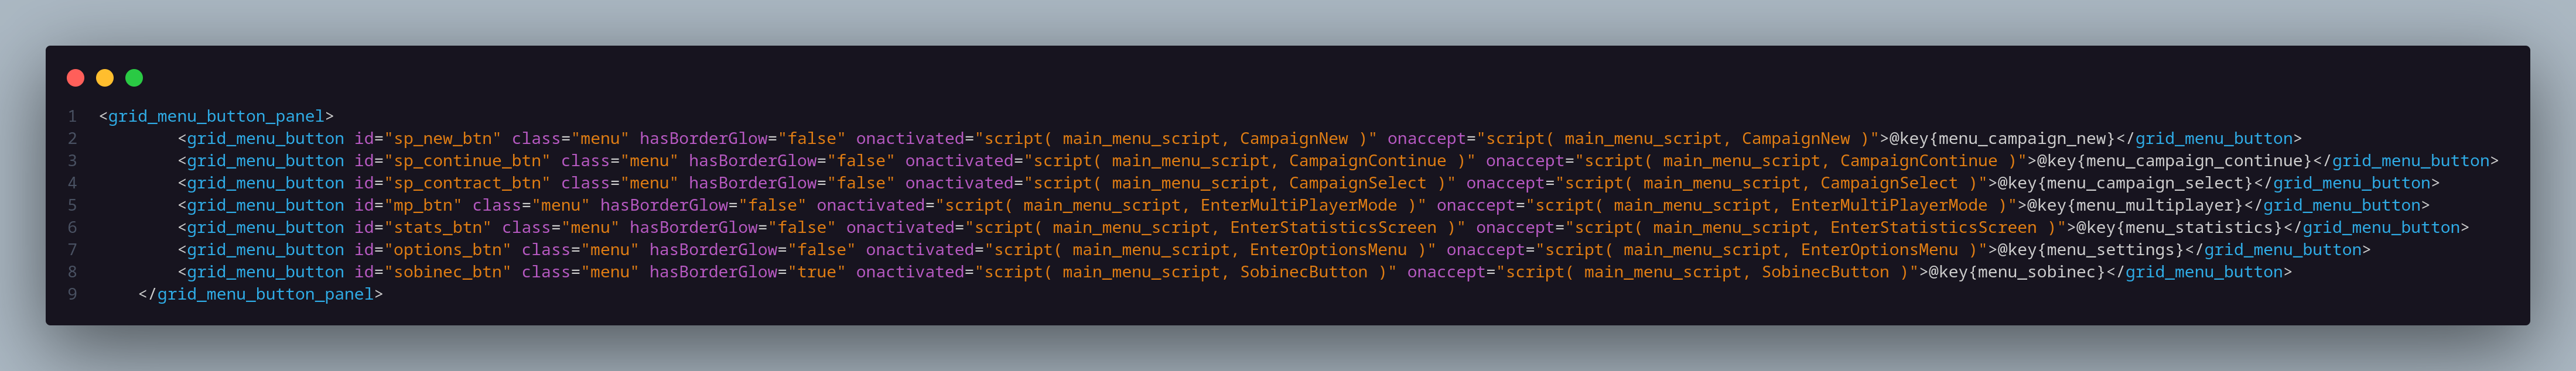 1 <grid_menu_button_panel>
2 <grid_menu_button id="sp_new_btn" class="menu" hasBorderGlow="false" onactivated="script( main_menu_script, CampaignNew )" onaccept="script( main_menu_script, CampaignNew )">@key{menu_campaign_new}</grid_menu_button>
3 <grid_menu_button id="sp_continue_btn" class="menu" hasBorderGlow="false" onactivated="script( main_menu_script, CampaignContinue )" onaccept="script( main_menu_script, CampaignContinue )">@key{menu_campaign_continue}</grid_menu_button>
4 <grid_menu_button id="sp_contract_btn" class="menu" hasBorderGlow="false" onactivated="script( main_menu_script, CampaignSelect )" onaccept="script( main_menu_script, CampaignSelect )">@key{menu_campaign_select}</grid_menu_button>
5 <grid_menu_button id="mp_btn" class="menu" hasBorderGlow="false" onactivated="script( main_menu_script, EnterMultiPlayerMode )" onaccept="script( main_menu_script, EnterMultiPlayerMode )">@key{menu_multiplayer}</grid_menu_button>
6 <grid_menu_button id="stats_btn" class="menu" hasBorderGlow="false" onactivated="script( main_menu_script, EnterStatisticsScreen )" onaccept="script( main_menu_script, EnterStatisticsScreen )">@key{menu_statistics}</grid_menu_button>
7 <grid_menu_button id="options_btn" class="menu" hasBorderGlow="false" onactivated="script( main_menu_script, EnterOptionsMenu )" onaccept="script( main_menu_script, EnterOptionsMenu )">@key{menu_settings}</grid_menu_button>
8 <grid_menu_button id="sobinec_btn" class="menu" hasBorderGlow="true" onactivated="script( main_menu_script, SobinecButton )" onaccept="script( main_menu_script, SobinecButton )">@key{menu_sobinec}</grid_menu_button>
9 </grid_menu_button_panel>